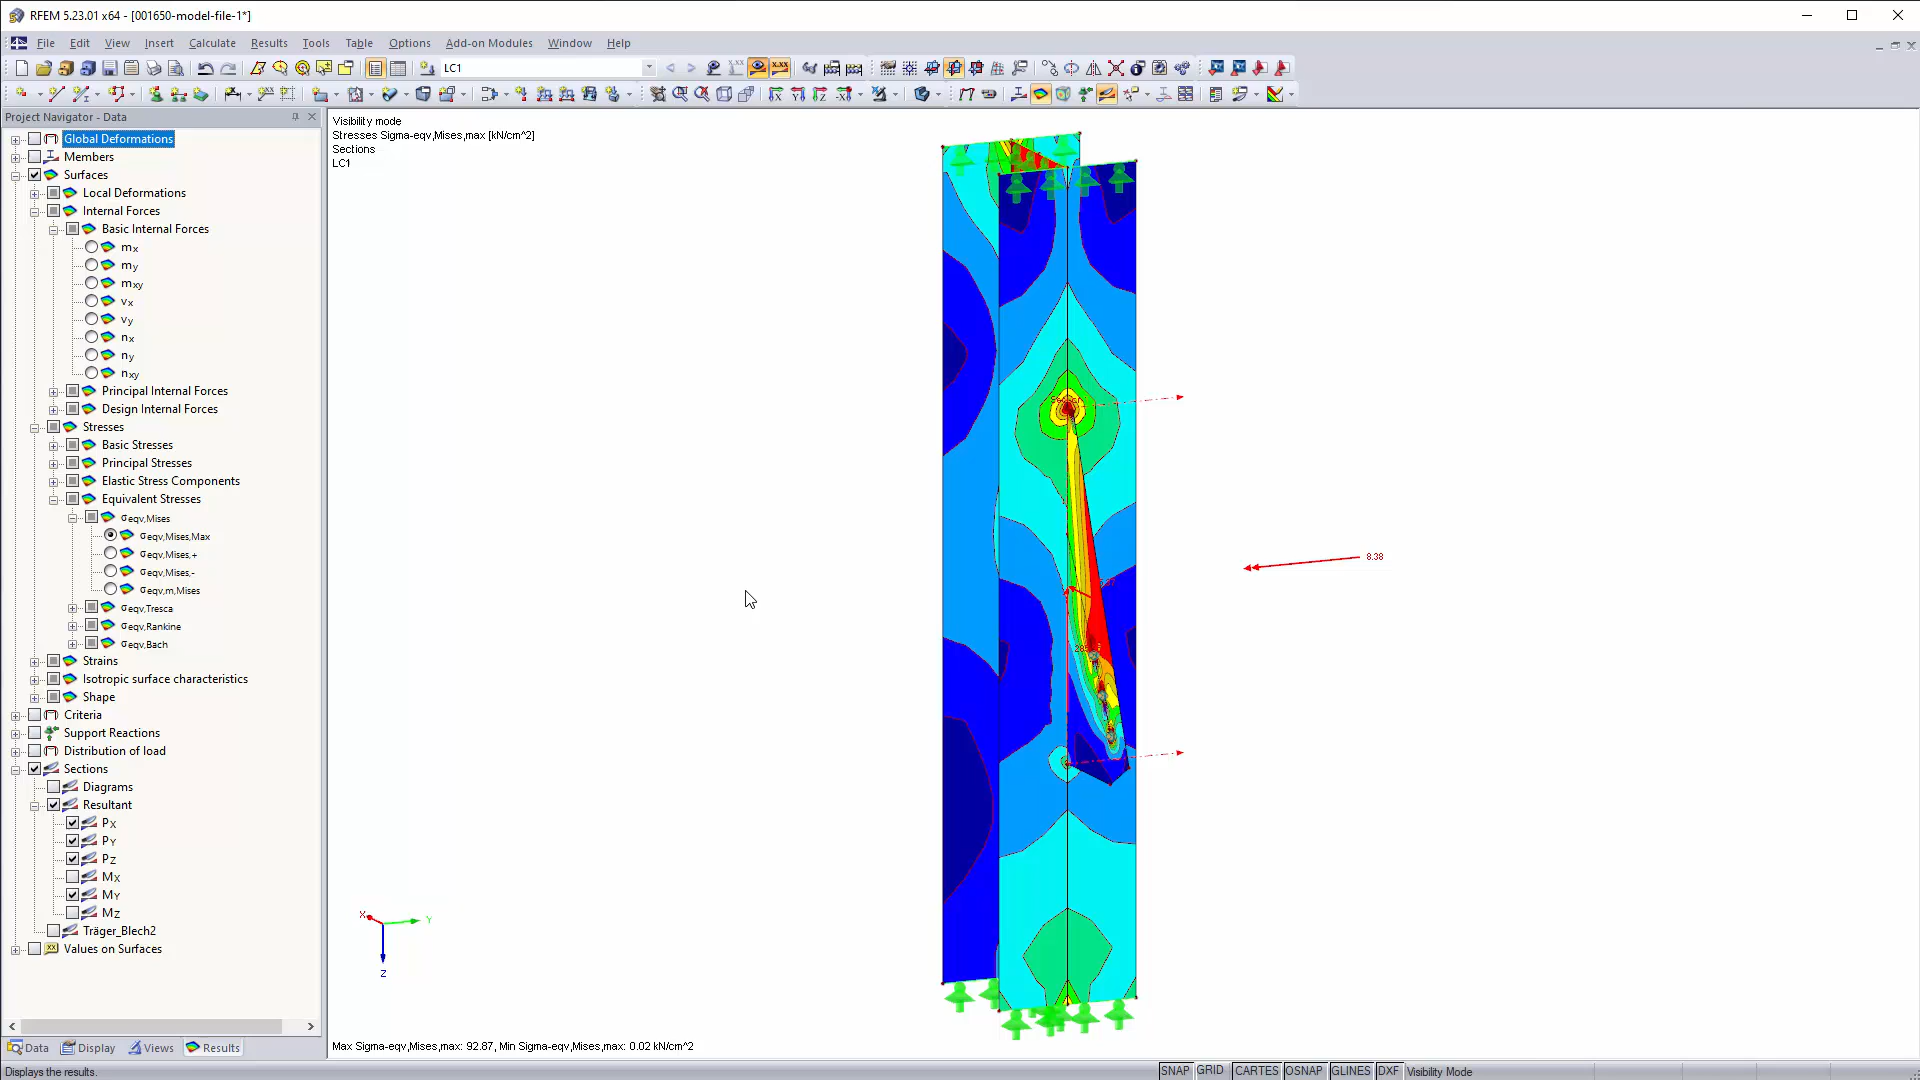 RFEM 5.23.01 x64 - [001650-model-file-1*]
File Edit View Insert Calculate Results Tools Table Options Add-on Modules Window Help
LC1
Project Navigator - Data
Global Deformations
Members
Surfaces
Local Deformations
Internal Forces
Basic Internal Forces
mx
my
mxy
vx
vy
nx
ny
nxy
Principal Internal Forces
Design Internal Forces
Stresses
Basic Stresses
Principal Stresses
Elastic Stress Components
Equivalent Stresses
σeqv,Mises
σeqv,Mises,Max
σeqv,Mises,+
σeqv,Mises,-
σeqv,m,Mises
σeqv,Tresca
σeqv,Rankine
σeqv,Bach
Strains
Isotropic surface characteristics
Shape
Criteria
Support Reactions
Distribution of load
Sections
Diagrams
Resultant
PX
PY
PZ
MX
MY
MZ
Träger_Blech2
Values on Surfaces
Data Display Views Results
Displays the results.
Visibility mode
Stresses Sigma-eqv,Mises,max [kN/cm^2]
Sections
LC1
8.38
X
Y
Z
Max Sigma-eqv,Mises,max: 92.87, Min Sigma-eqv,Mises,max: 0.02 kN/cm^2
SNAP GRID CARTES OSNAP GLINES DXF Visibility Mode